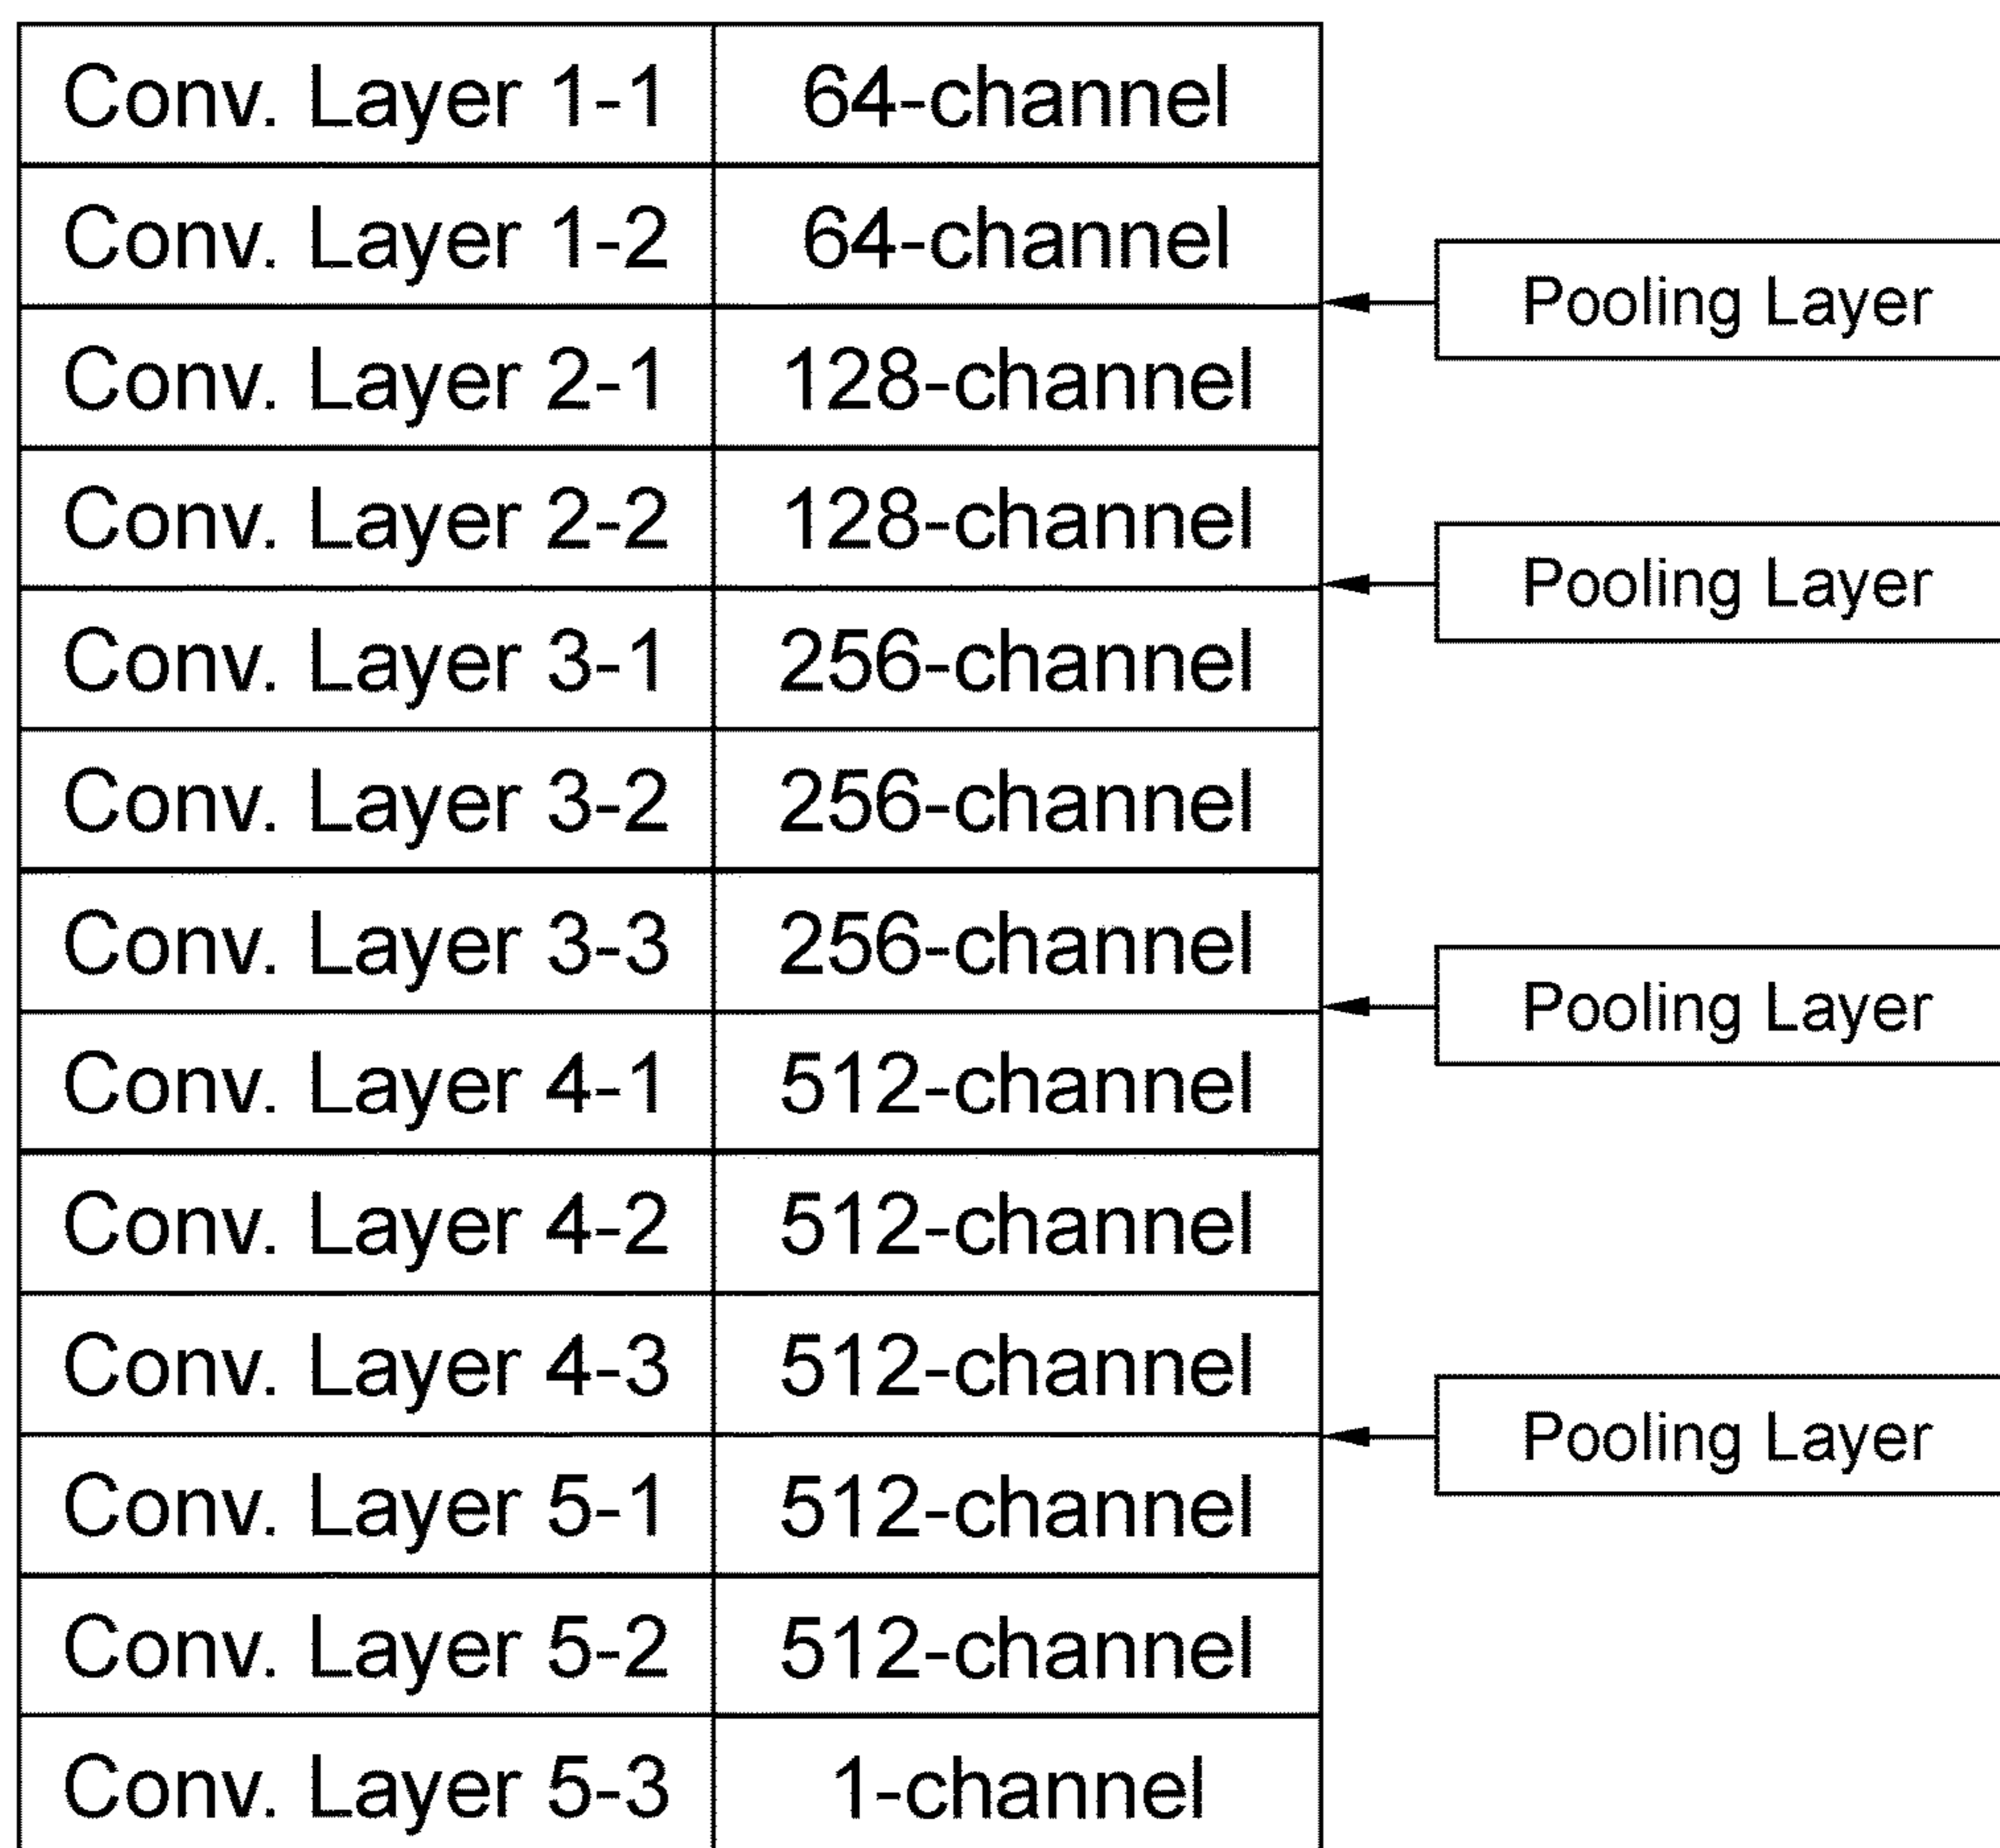 Conv. Layer 1-1 64-channel
Conv. Layer 1-2 64-channel
Pooling Layer
Conv. Layer 2-1 128-channel
Conv. Layer 2-2 128-channel
Pooling Layer
Conv. Layer 3-1 256-channel
Conv. Layer 3-2 256-channel
Conv. Layer 3-3 256-channel
Pooling Layer
Conv. Layer 4-1 512-channel
Conv. Layer 4-2 512-channel
Conv. Layer 4-3 512-channel
Pooling Layer
Conv. Layer 5-1 512-channel
Conv. Layer 5-2 512-channel
Conv. Layer 5-3 1-channel